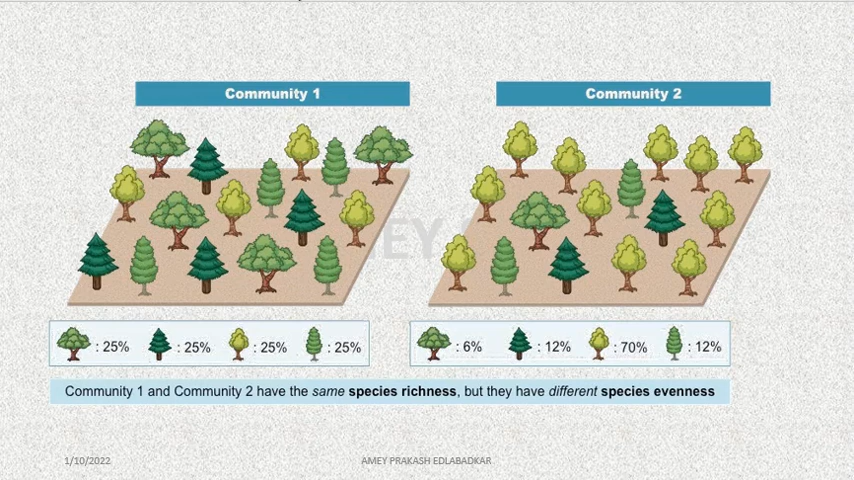 Community 1
Community 2
: 25% : 25% : 25% : 25%
: 6% : 12% : 70% : 12%
Community 1 and Community 2 have the same species richness, but they have different species evenness
1/10/2022
AMEY PRAKASH EDLABADKAR